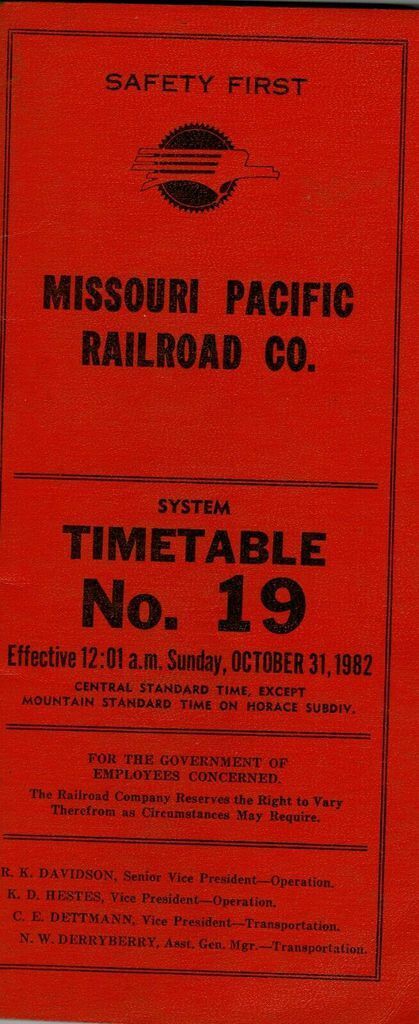 SAFETY FIRST
MISSOURI PACIFIC
RAILROAD CO.
SYSTEM
TIMETABLE
No. 19
Effective 12:01 a.m. Sunday, OCTOBER 31, 1982
CENTRAL STANDARD TIME, EXCEPT
MOUNTAIN STANDARD TIME ON HORACE SUBDIV.
FOR THE GOVERNMENT OF
EMPLOYEES CONCERNED.
The Railroad Company Reserves the Right to Vary
Therefrom as Circumstances May Require.
R. K. DAVIDSON, Senior Vice President—Operation.
K. D. HESTES, Vice President—Operation.
C. E. DETTMANN, Vice President—Transportation.
N. W. DERRYBERRY, Asst. Gen. Mgr.—Transportation.